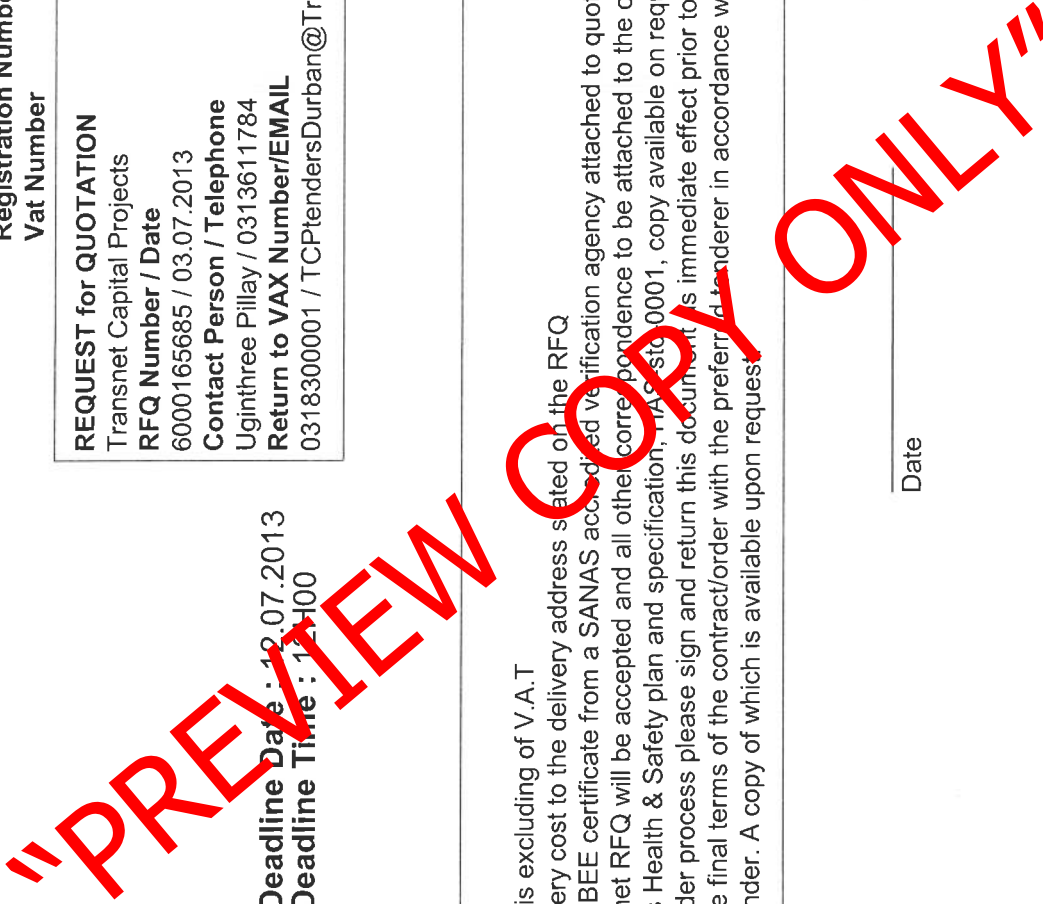 Registration Numbe
Vat Number
REQUEST for QUOTATION
Transnet Capital Projects
RFQ Number / Date
6000165685 / 03.07.2013
Contact Person / Telephone
Uginthree Pillay / 0313611784
Return to VAX Number/EMAIL
0318300001 / TCPtendersDurban@Tr
Deadline Date : 12.07.2013
Deadline Time : 12H00
is excluding of V.A.T
ery cost to the delivery address stated on the RFQ
BEE certificate from a SANAS accredited verification agency attached to quo
net RFQ will be accepted and all other correspondence to be attached to the
s Health & Safety plan and specification, 0001, copy available on req
der process please sign and return this document as immediate effect prior to
e final terms of the contract/order with the preferred tenderer in accordance w
nder. A copy of which is available upon request.
Date
"PREVIEW COPY ONLY"